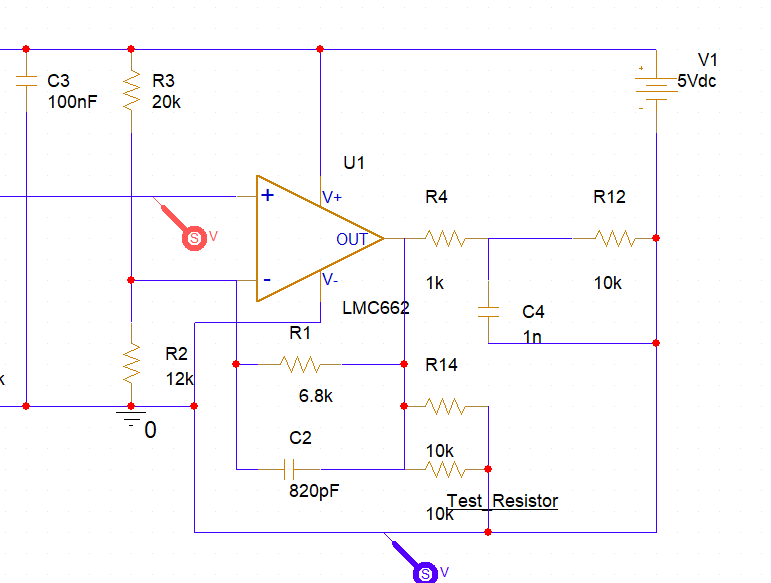 V1
C3
R3
5Vdc
100nF
20k
U1
+
V+
R4
R12
S V
OUT
-
V-
1k
10k
LMC662
C4
1n
R1
R2
R14
12k
k
6.8k
0
C2
10k
820pF
Test_Resistor
10k
S V